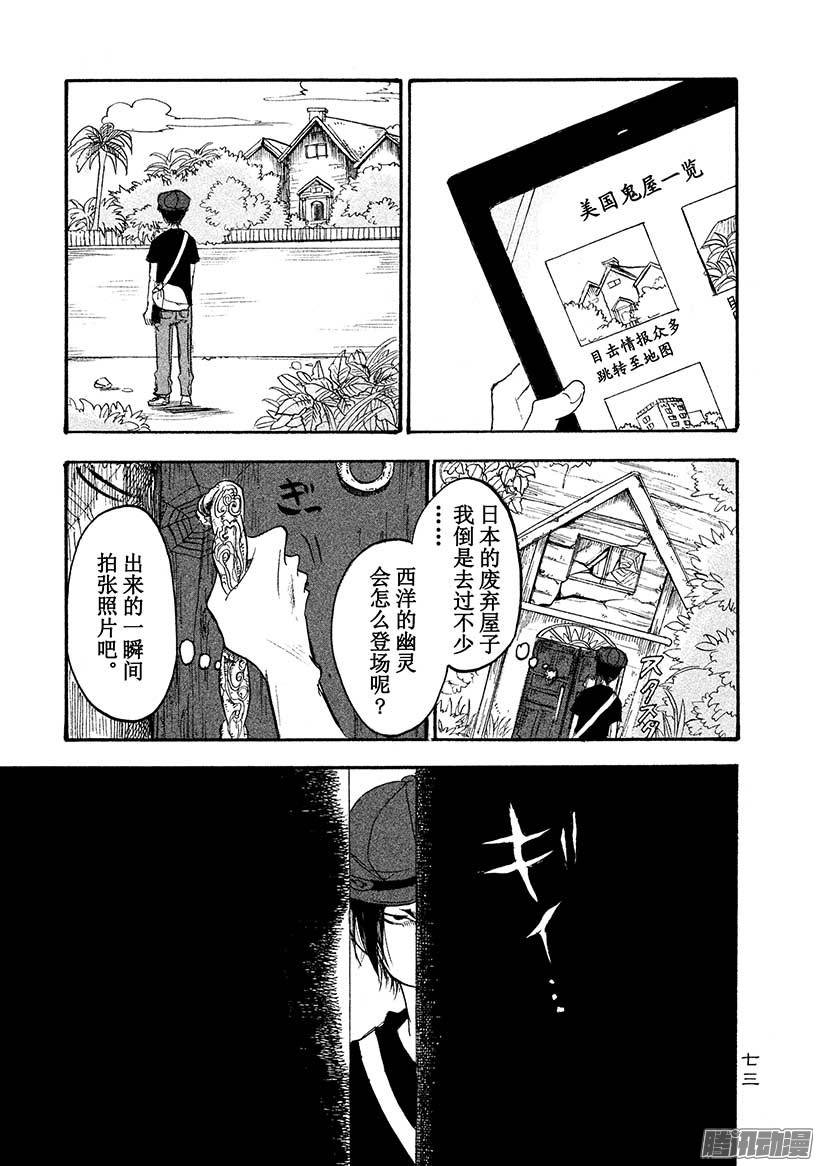 美国鬼屋一览
目击情报众多
跳转至地图
日本的废弃屋子
我倒是去过不少
……
スタスタ
西洋的幽灵
会怎么登场呢？
ギッ
出来的一瞬间
拍张照片吧。
ギィ…
七三
腾讯动漫